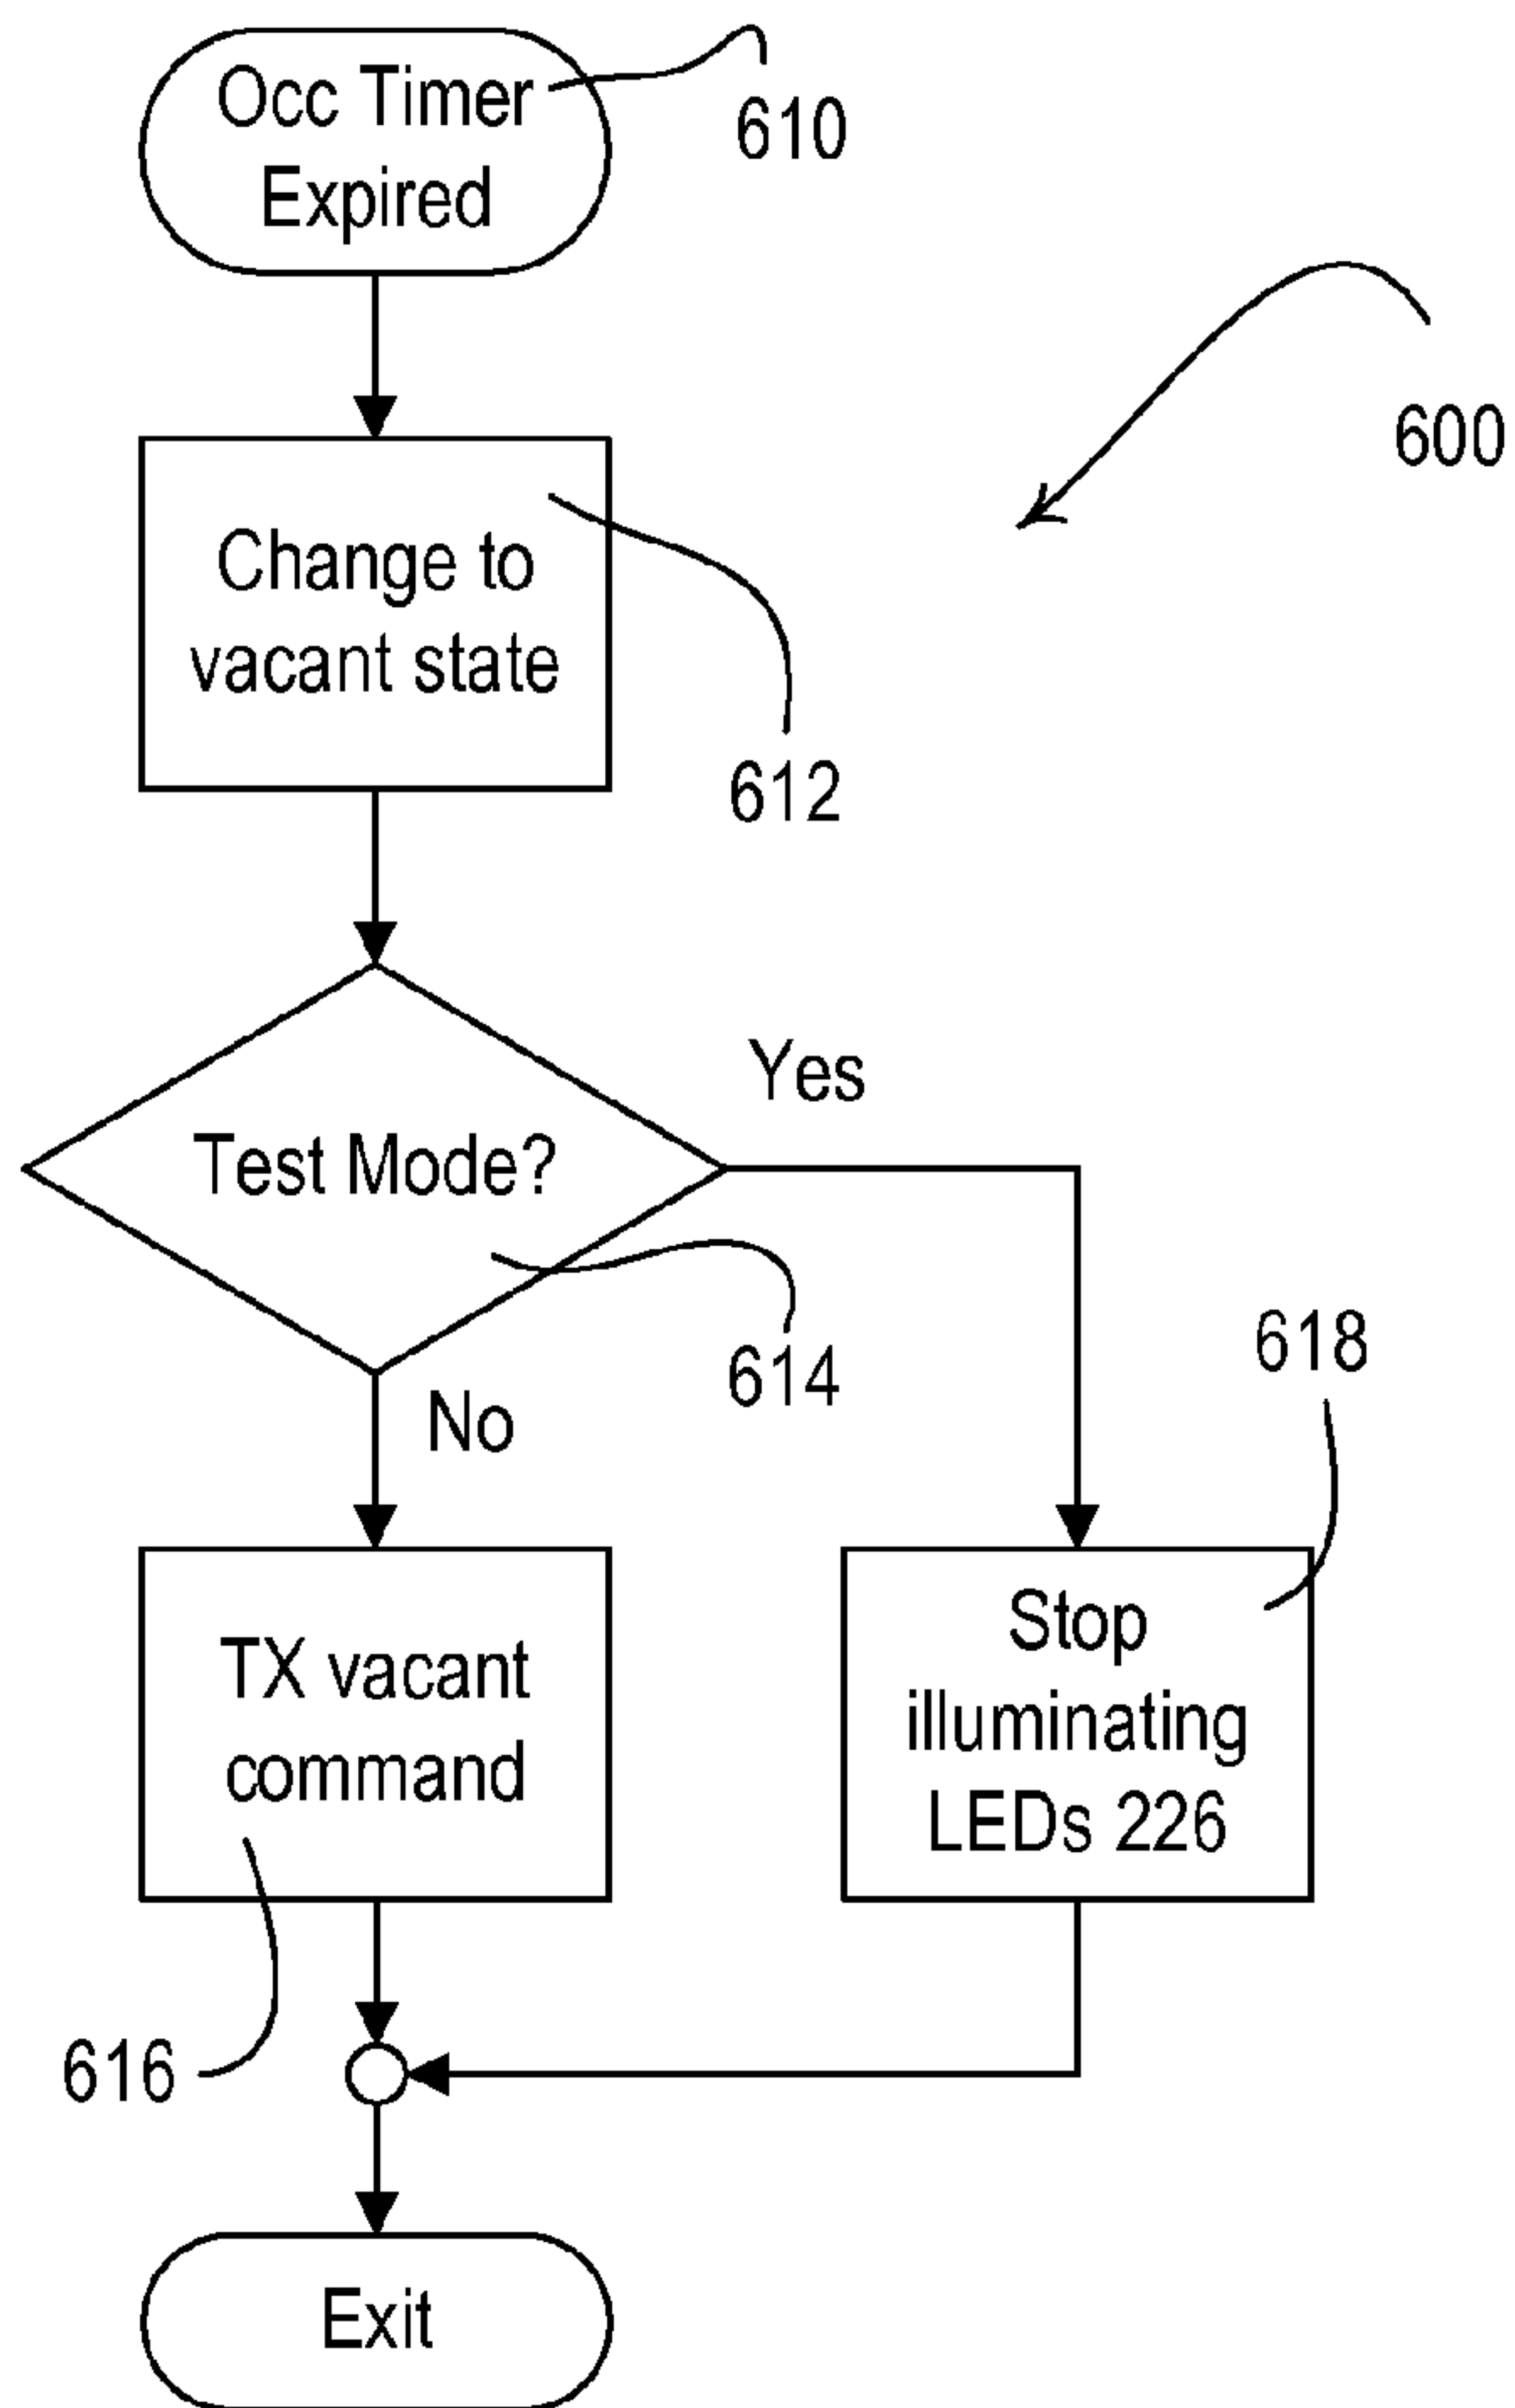 Occ Timer
Expired
610
600
Change to
vacant state
612
Test Mode?
Yes
614
No
618
TX vacant
command
Stop
illuminating
LEDs 226
616
Exit